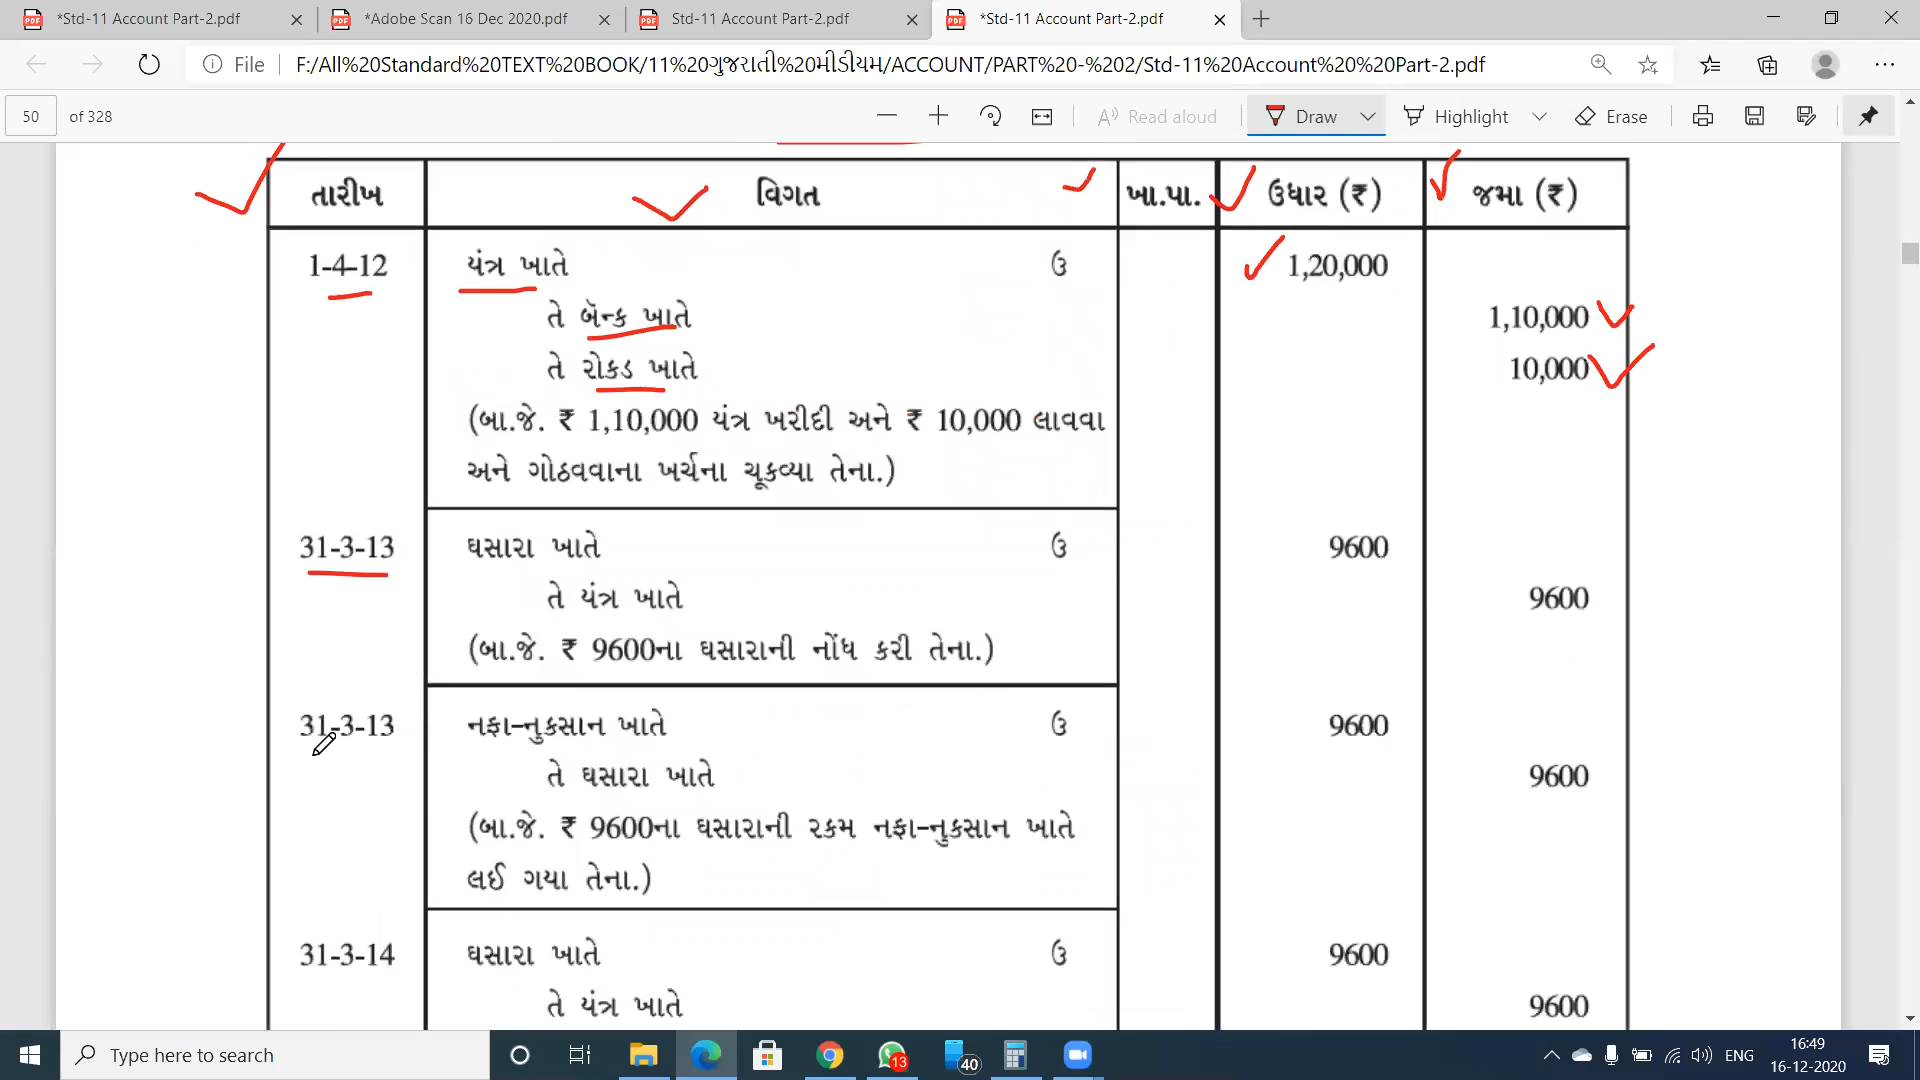 *Std-11 Account Part-2.pdf
*Adobe Scan 16 Dec 2020.pdf
Std-11 Account Part-2.pdf
*Std-11 Account Part-2.pdf
File
F:/All%20Standard%20TEXT%20BOOK/11%20ગુજરાતી%20મીડીયમ/ACCOUNT/PART%20-%202/Std-11%20Account%20%20Part-2.pdf
50 of 328
Read aloud
Draw
Highlight
Erase
તારીખ વિગત ખા.પા. ઉધાર (₹) જમા (₹)
1-4-12 યંત્ર ખાતે ઉ 1,20,000
તે બૅન્ક ખાતે 1,10,000
તે રોકડ ખાતે 10,000
(બા.જે. ₹ 1,10,000 યંત્ર ખરીદી અને ₹ 10,000 લાવવા
અને ગોઠવવાના ખર્ચના ચૂકવ્યા તેના.)
31-3-13 ઘસારા ખાતે ઉ 9600
તે યંત્ર ખાતે 9600
(બા.જે. ₹ 9600ના ઘસારાની નોંધ કરી તેના.)
31-3-13 નફા-નુકસાન ખાતે ઉ 9600
તે ઘસારા ખાતે 9600
(બા.જે. ₹ 9600ના ઘસારાની રકમ નફા-નુકસાન ખાતે
લઈ ગયા તેના.)
31-3-14 ઘસારા ખાતે ઉ 9600
તે યંત્ર ખાતે 9600
Type here to search
13
40
ENG
16:49
16-12-2020